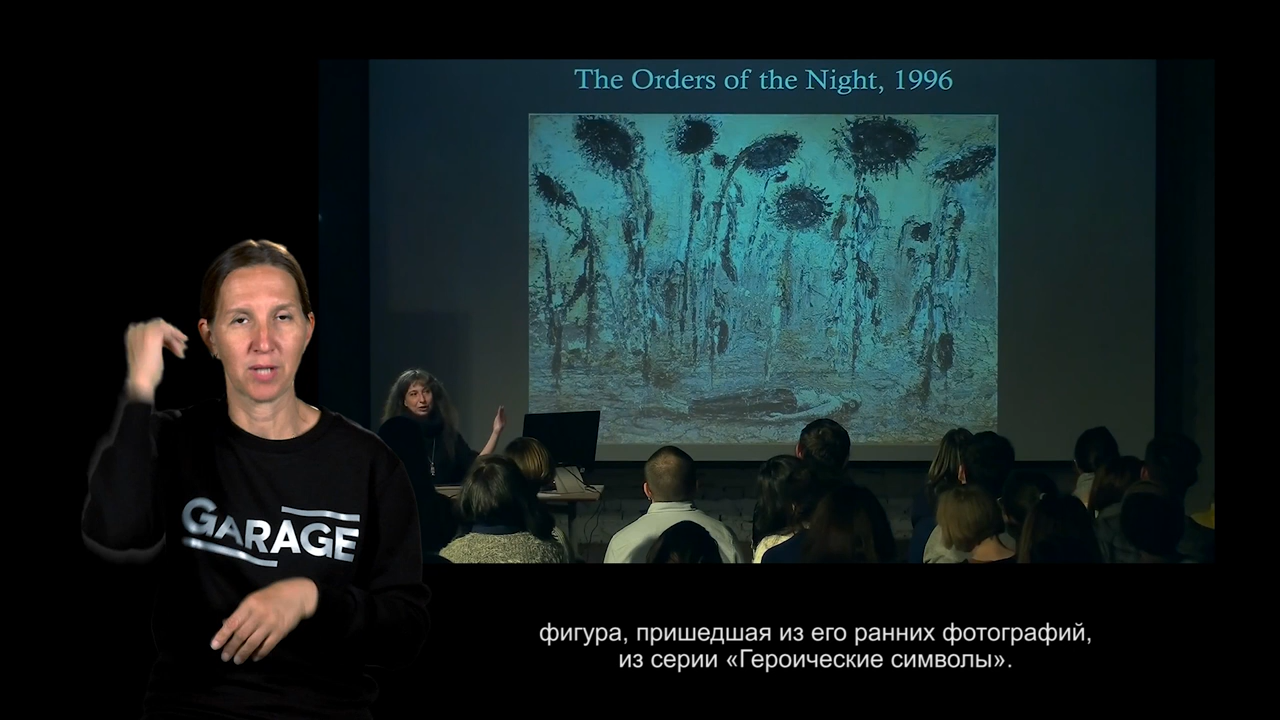 The Orders of the Night, 1996
GARAGE
фигура, пришедшая из его ранних фотографий,
из серии «Героические символы».